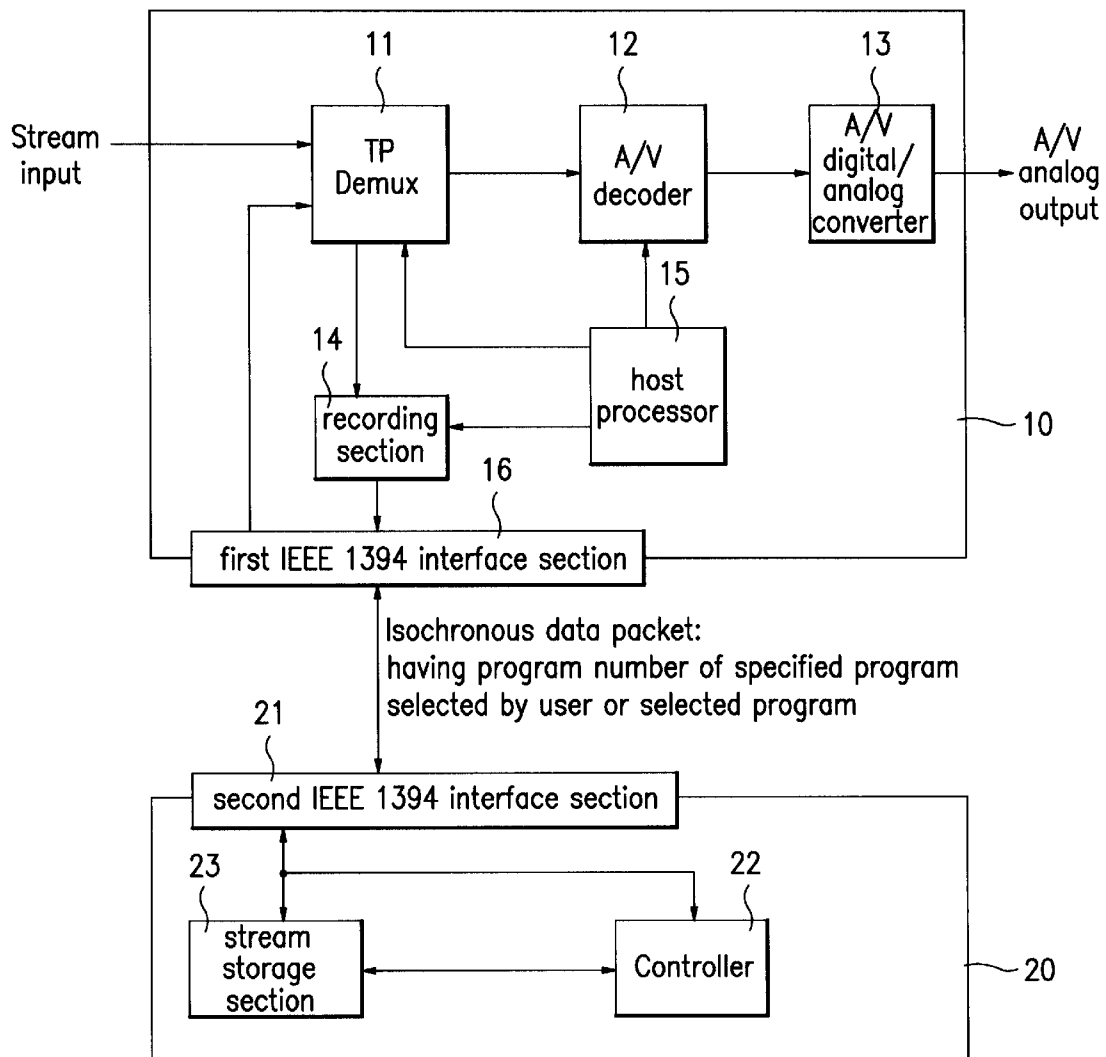 11
12
13
Stream
input
TP
Demux
A/V
decoder
A/V
digital/
analog
converter
A/V
analog
output
15
14
host
processor
recording
section
10
16
first IEEE 1394 interface section
Isochronous data packet:
having program number of specified program
selected by user or selected program
21
second IEEE 1394 interface section
23
22
stream
storage
section
Controller
20